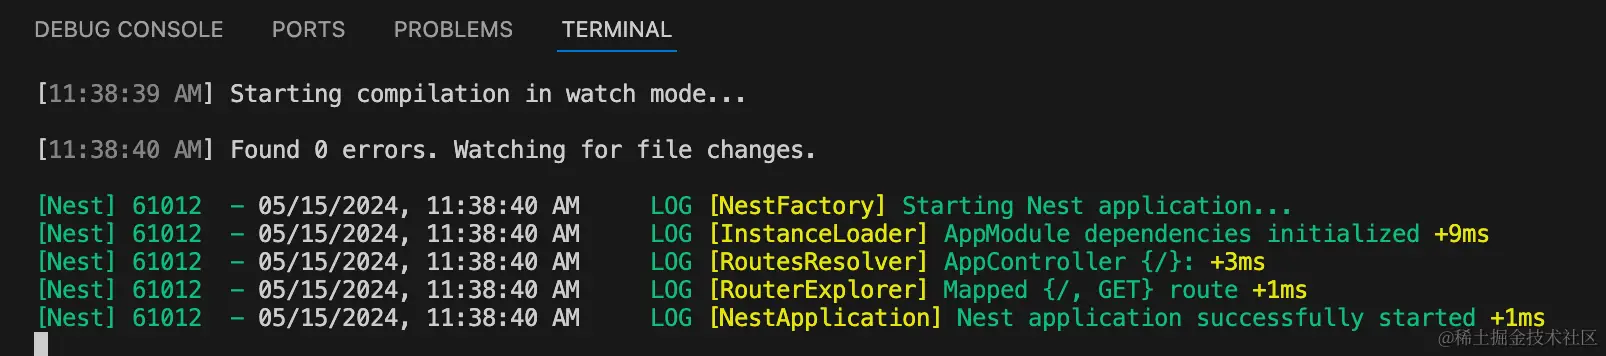 DEBUG CONSOLE PORTS PROBLEMS TERMINAL
[11:38:39 AM] Starting compilation in watch mode...
[11:38:40 AM] Found 0 errors. Watching for file changes.
[Nest] 61012  - 05/15/2024, 11:38:40 AM     LOG [NestFactory] Starting Nest application...
[Nest] 61012  - 05/15/2024, 11:38:40 AM     LOG [InstanceLoader] AppModule dependencies initialized +9ms
[Nest] 61012  - 05/15/2024, 11:38:40 AM     LOG [RoutesResolver] AppController {/}: +3ms
[Nest] 61012  - 05/15/2024, 11:38:40 AM     LOG [RouterExplorer] Mapped {/, GET} route +1ms
[Nest] 61012  - 05/15/2024, 11:38:40 AM     LOG [NestApplication] Nest application successfully started +1ms
@稀土掘金技术社区